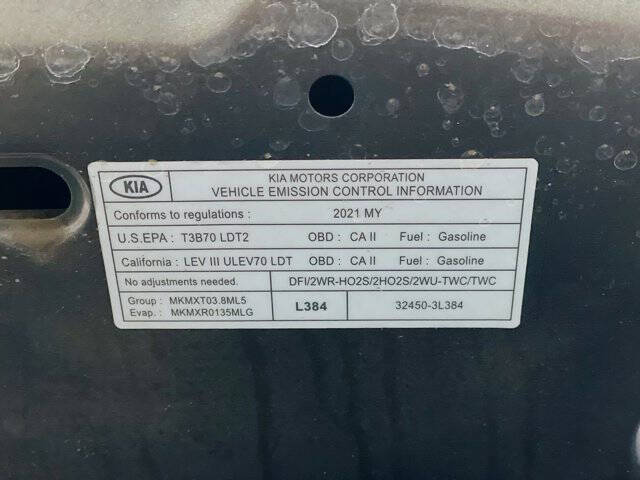 KIA
KIA MOTORS CORPORATION
VEHICLE EMISSION CONTROL INFORMATION
Conforms to regulations : 2021 MY
U.S.EPA : T3B70 LDT2 OBD : CA II Fuel : Gasoline
California : LEV III ULEV70 LDT OBD : CA II Fuel : Gasoline
No adjustments needed. DFI/2WR-HO2S/2HO2S/2WU-TWC/TWC
Group : MKMXT03.8ML5
Evap. : MKMXR0135MLG
L384
32450-3L384